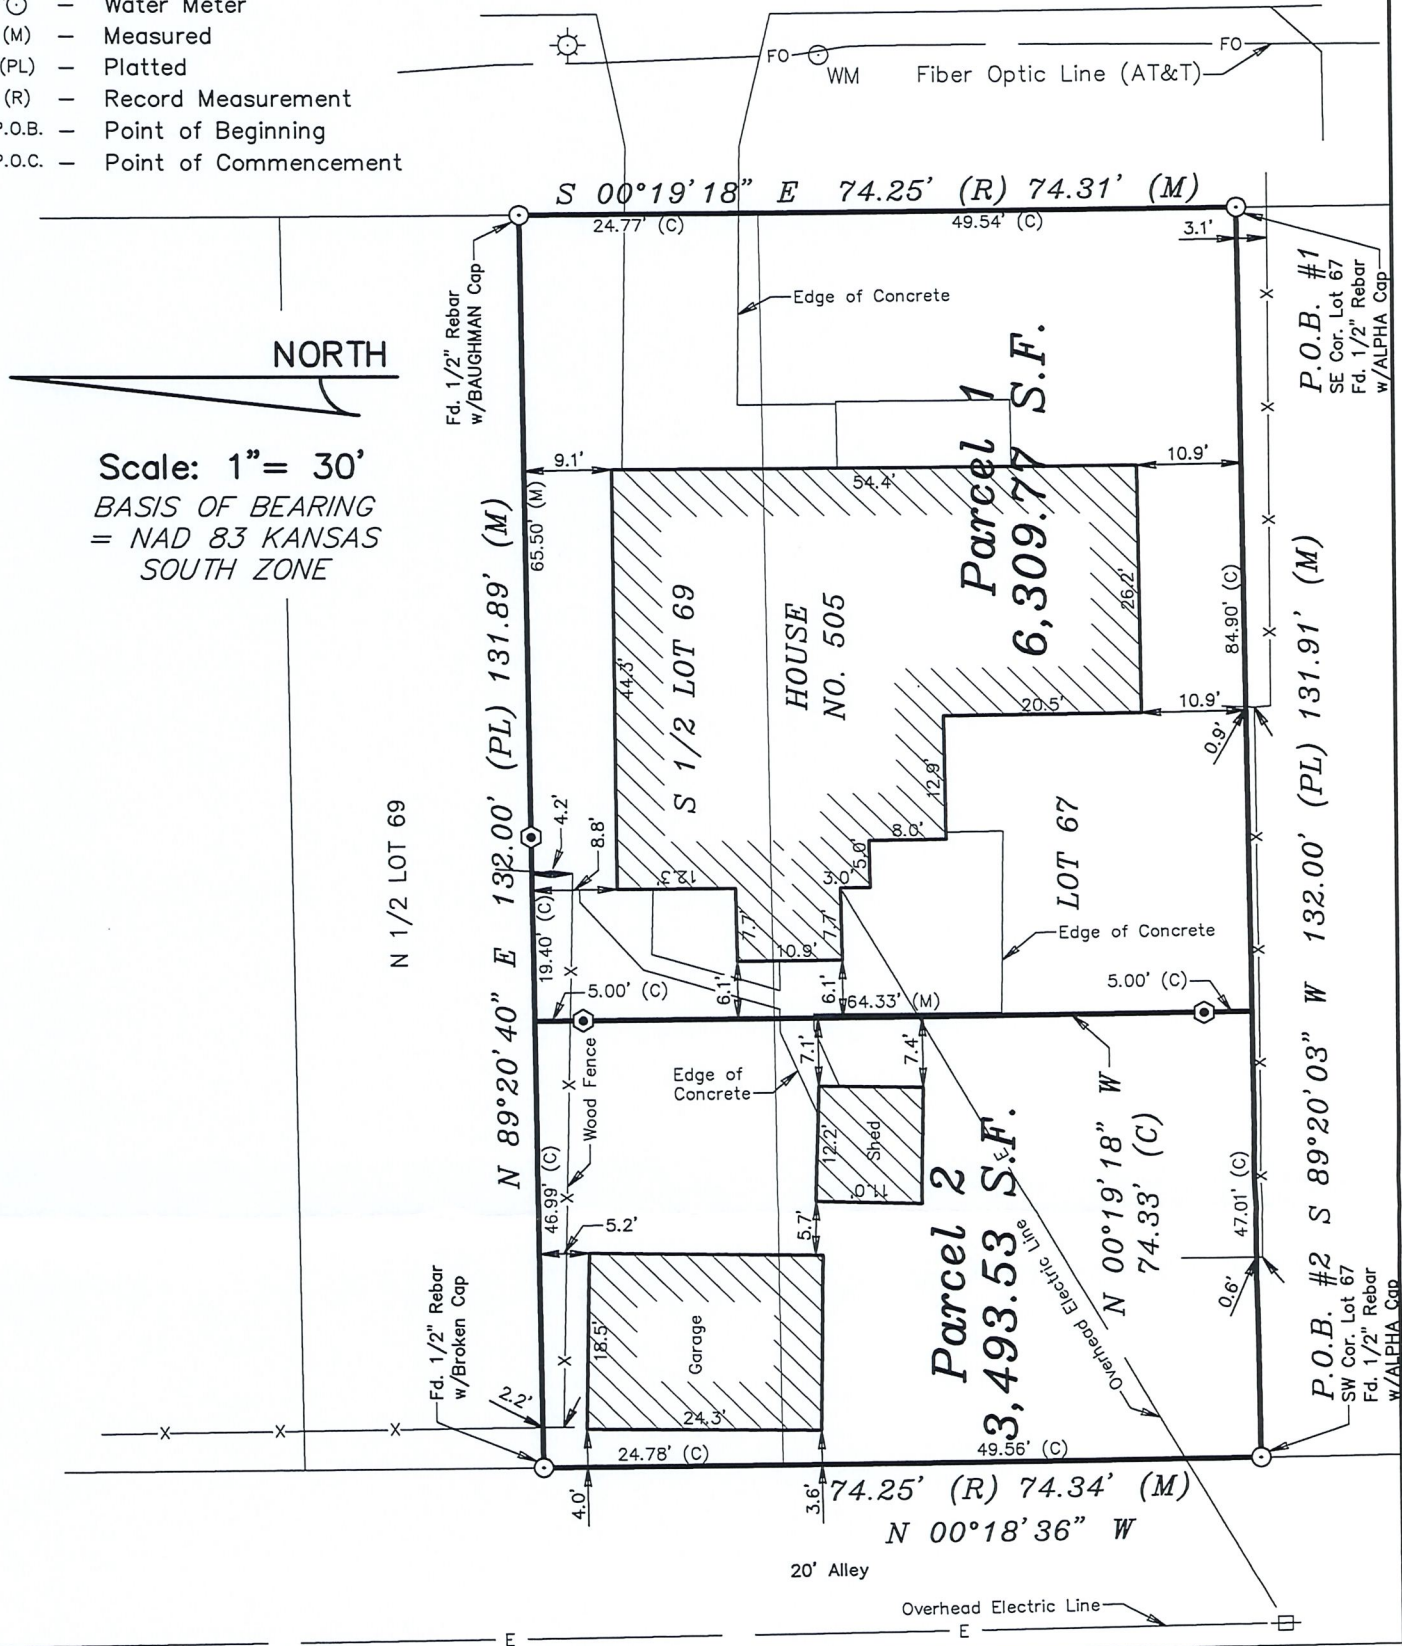 Water Meter
(M) — Measured
(PL) — Platted
(R) — Record Measurement
P.O.B. — Point of Beginning
P.O.C. — Point of Commencement
FO
WM
Fiber Optic Line (AT&T)
FO
S 00°19'18" E 74.25' (R) 74.31' (M)
24.77' (C)
49.54' (C)
3.1'
Fd. 1/2" Rebar
w/BAUGHMAN Cap
Edge of Concrete
P.O.B. #1
SE Cor. Lot 67
Fd. 1/2" Rebar
w/ALPHA Cap
NORTH
Scale: 1"= 30'
BASIS OF BEARING
= NAD 83 KANSAS
SOUTH ZONE
9.1'
54.4'
10.9'
65.50' (M)
Parcel 1
6,309.77 S.F.
26.2'
84.90' (C)
44.3'
S 1/2 LOT 69
HOUSE
NO. 505
20.5'
10.9'
0.9'
12.9'
8.0'
5.0'
3.0'
12.3'
7.7'
7.7'
10.9'
4.2'
8.8'
N 1/2 LOT 69
N 89°20'40" E 132.00' (PL) 131.89' (M)
19.40' (C)
LOT 67
Edge of Concrete
S 89°20'03" W 132.00' (PL) 131.91' (M)
5.00' (C)
6.1'
6.1'
64.33' (M)
5.00' (C)
Wood Fence
Edge of
Concrete
7.1'
7.4'
12.2'
Shed
11.0'
5.7'
N 00°19'18" W
74.33' (C)
46.99' (C)
47.01' (C)
5.2'
Parcel 2
3,493.53 S.F.
E
Overhead Electric Line
0.6'
18.5'
Garage
24.3'
Fd. 1/2" Rebar
w/Broken Cap
2.2'
P.O.B. #2
SW Cor. Lot 67
Fd. 1/2" Rebar
w/ALPHA Cap
24.78' (C)
49.56' (C)
4.0'
3.6'
74.25' (R) 74.34' (M)
N 00°18'36" W
20' Alley
Overhead Electric Line
E
E